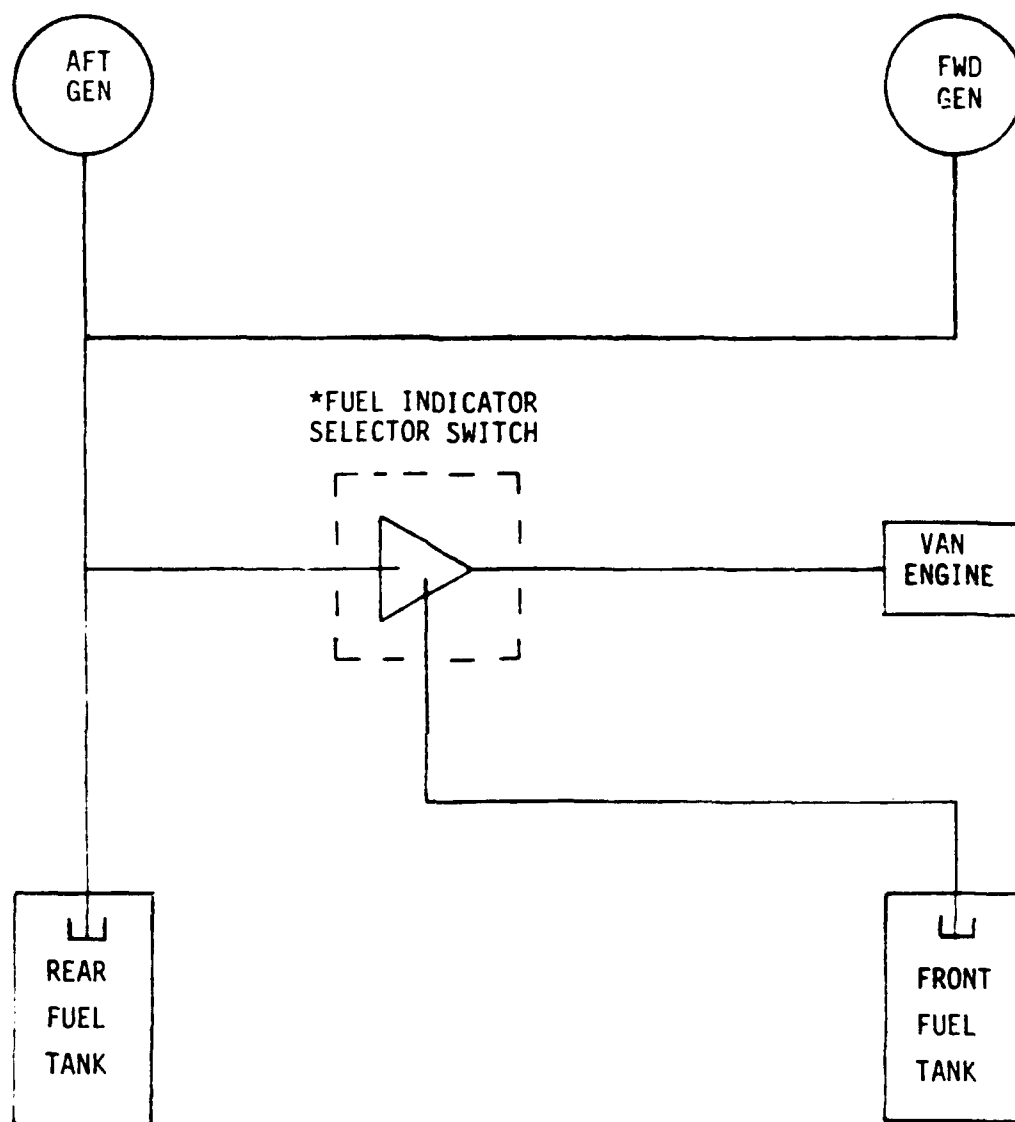 AFT
GEN
FWD
GEN
*FUEL INDICATOR
SELECTOR SWITCH
VAN
ENGINE
REAR
FUEL
TANK
FRONT
FUEL
TANK